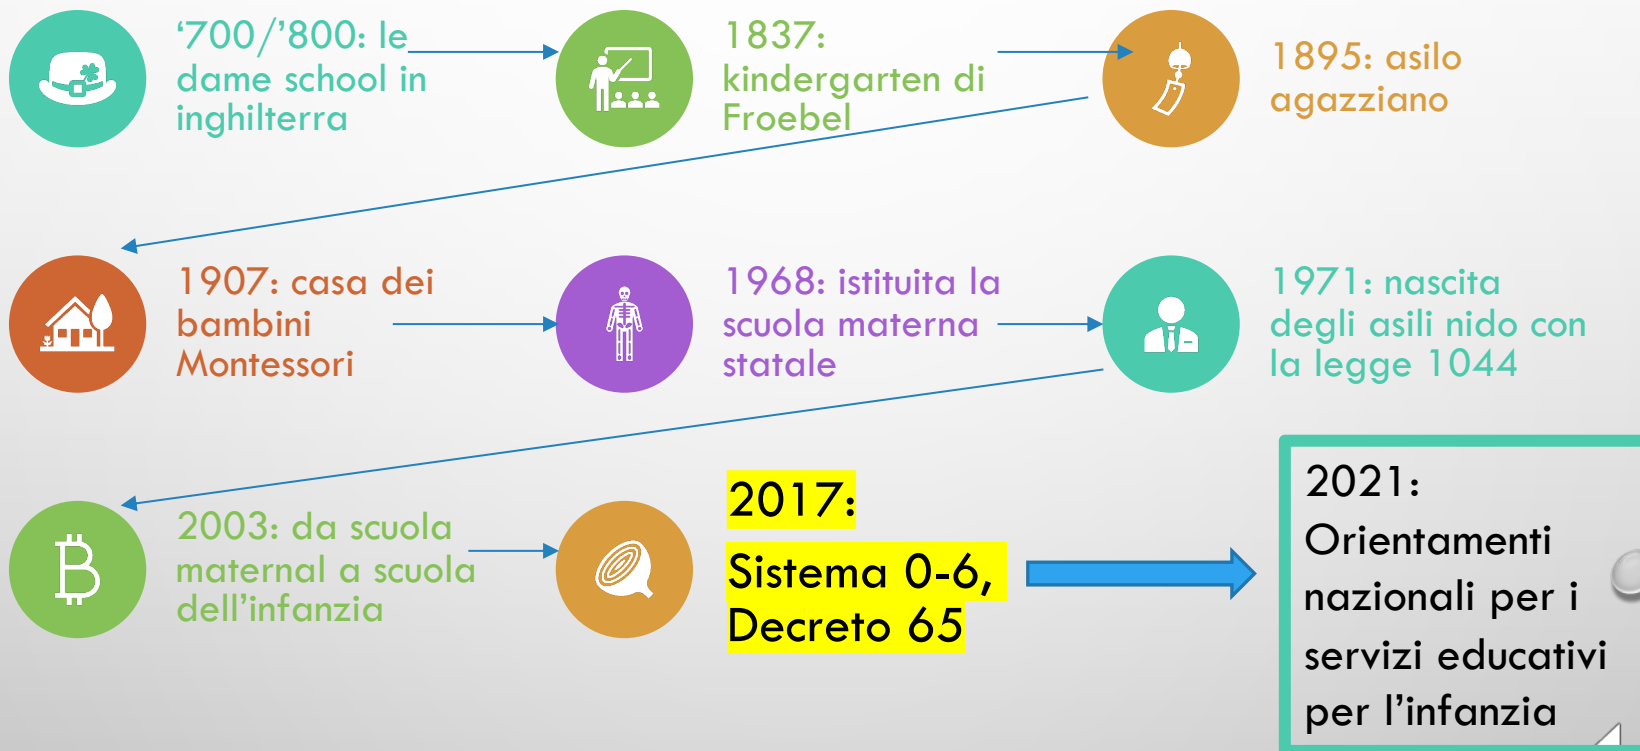 ‘700/’800: le
dame school in
inghilterra
1837:
kindergarten di
Froebel
1895: asilo
agazziano
1907: casa dei
bambini
Montessori
1968: istituita la
scuola materna
statale
1971: nascita
degli asili nido con
la legge 1044
2003: da scuola
maternal a scuola
dell’infanzia
2017:
Sistema 0-6,
Decreto 65
2021:
Orientamenti
nazionali per i
servizi educativi
per l’infanzia